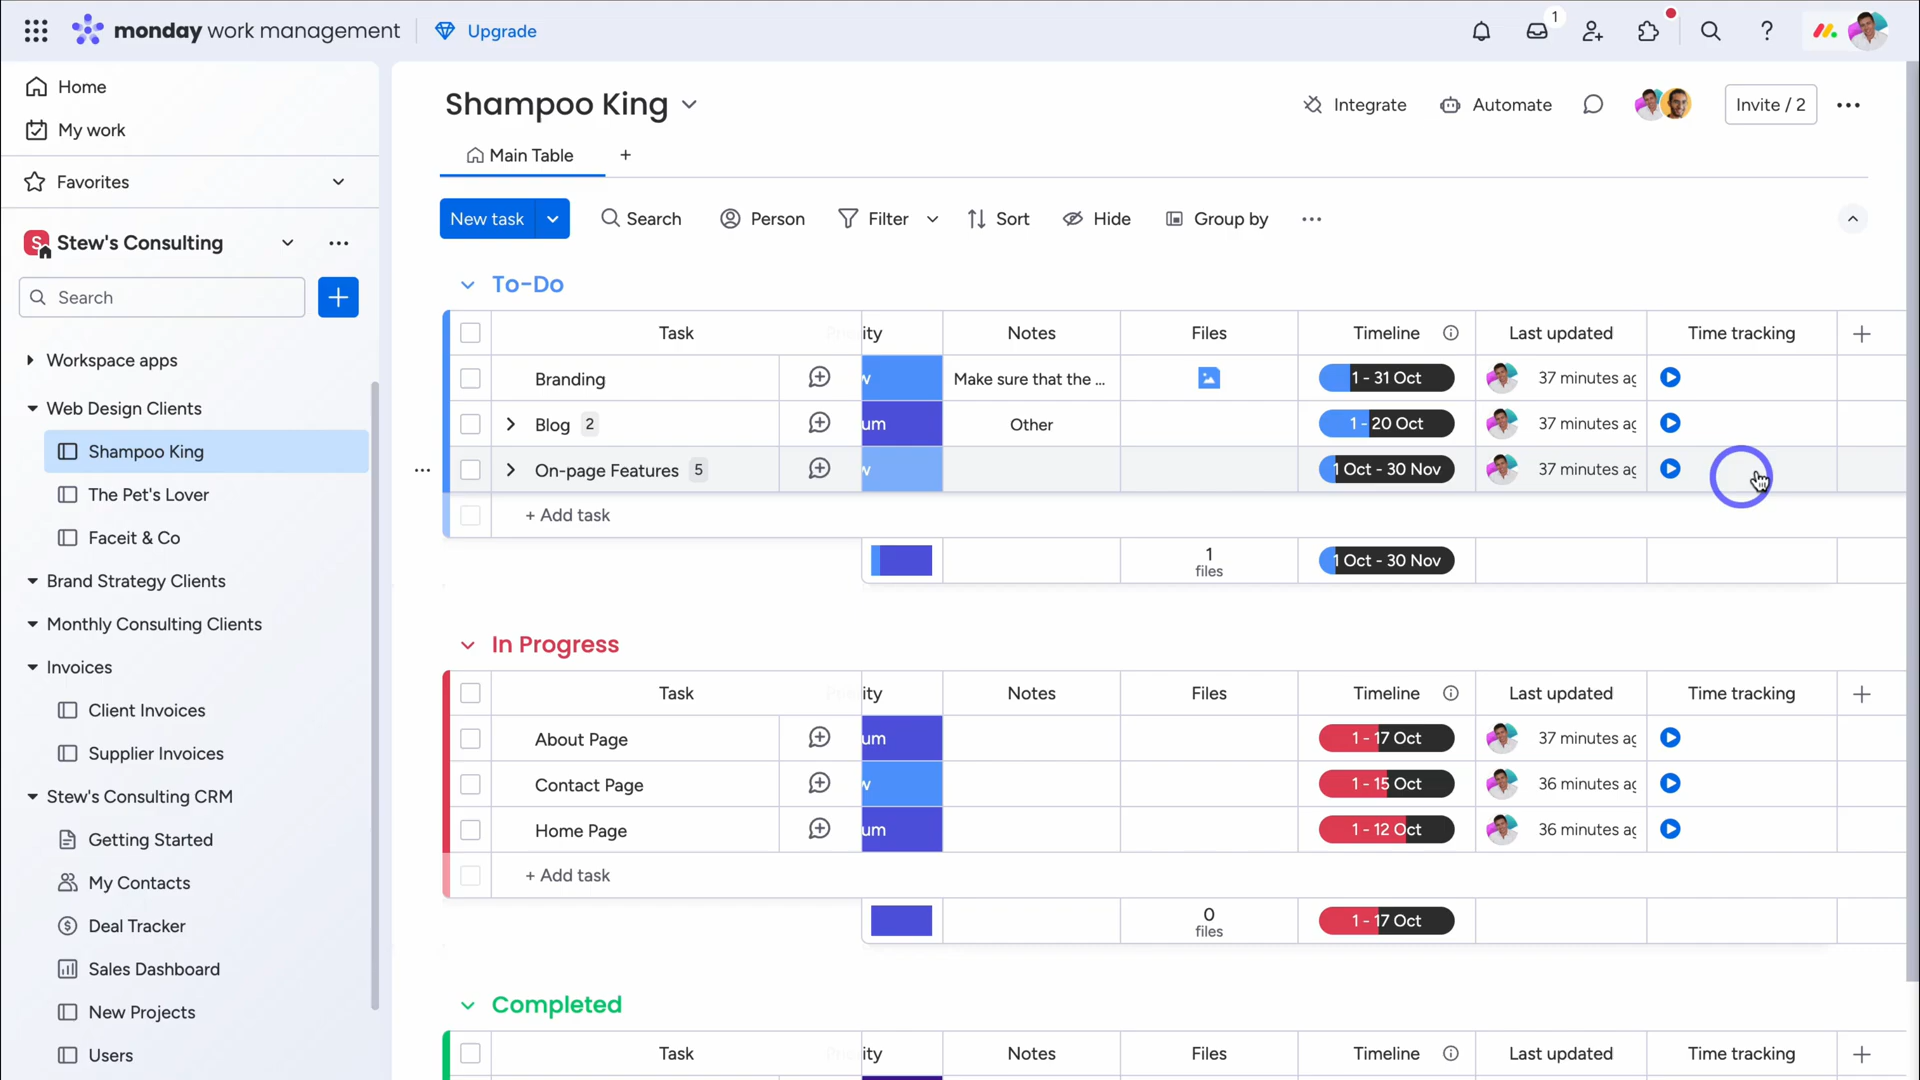 monday work management
Upgrade
1
Home
My work
Favorites
S
Stew's Consulting
Search
Workspace apps
Web Design Clients
Shampoo King
The Pet's Lover
Faceit & Co
Brand Strategy Clients
Monthly Consulting Clients
Invoices
Client Invoices
Supplier Invoices
Stew's Consulting CRM
Getting Started
My Contacts
Deal Tracker
Sales Dashboard
New Projects
Users
Shampoo King
Integrate
Automate
Invite / 2
Main Table
New task
Search
Person
Filter
Sort
Hide
Group by
To-Do
Task Priority Notes Files Timeline Last updated Time tracking
Branding w Make sure that the ... 1 - 31 Oct 37 minutes ag
Blog 2 um Other 1 - 20 Oct 37 minutes ag
On-page Features 5 w 1 Oct - 30 Nov 37 minutes ag
+ Add task
1 files 1 Oct - 30 Nov
In Progress
Task Priority Notes Files Timeline Last updated Time tracking
About Page um 1 - 17 Oct 37 minutes ag
Contact Page w 1 - 15 Oct 36 minutes ag
Home Page um 1 - 12 Oct 36 minutes ag
+ Add task
0 files 1 - 17 Oct
Completed
Task Priority Notes Files Timeline Last updated Time tracking